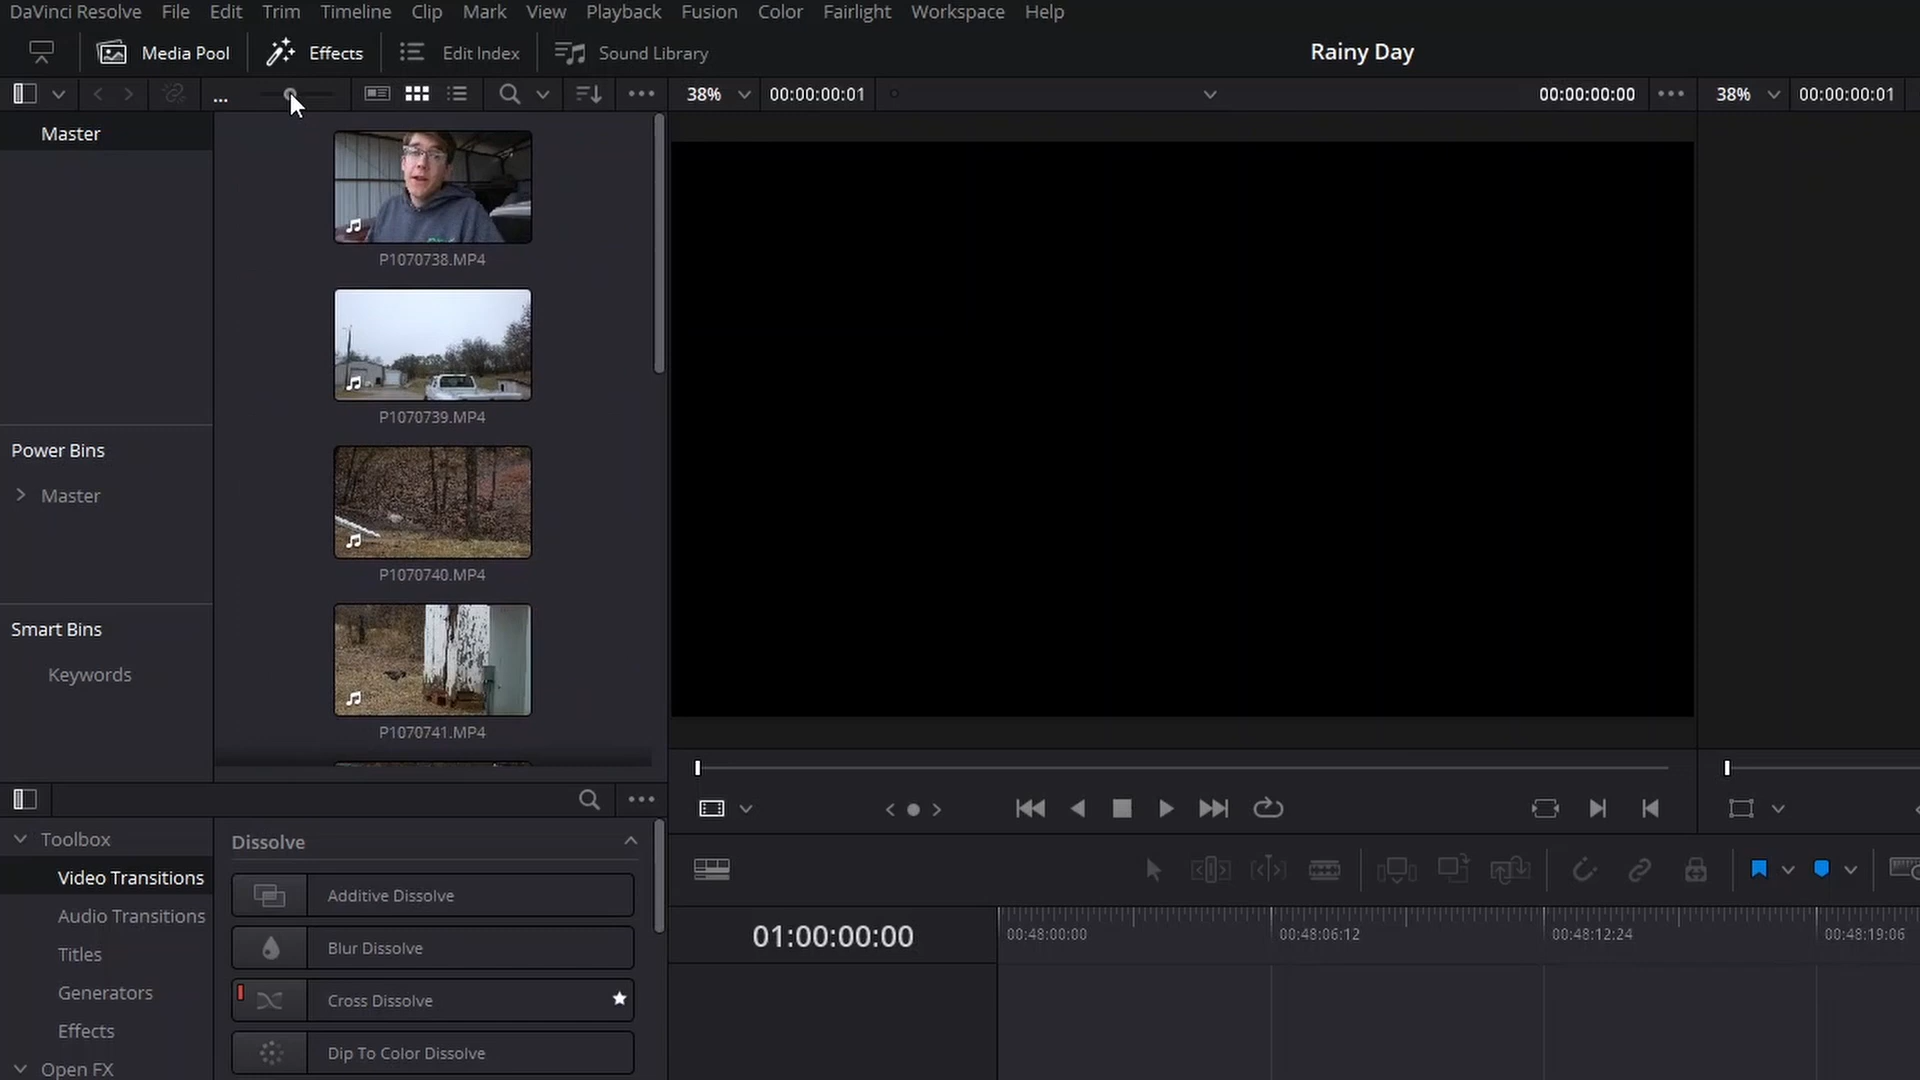 DaVinci Resolve File Edit Trim Timeline Clip Mark View Playback Fusion Color Fairlight Workspace Help
Media Pool Effects Edit Index Sound Library Rainy Day
... 38% 00:00:00:01 00:00:00:00 38% 00:00:00:01
Master
P1070738.MP4
P1070739.MP4
Power Bins
Master
P1070740.MP4
Smart Bins
Keywords
P1070741.MP4
Toolbox
Dissolve
Video Transitions
Additive Dissolve
Audio Transitions
Blur Dissolve
Titles
Generators
Cross Dissolve
Effects
Dip To Color Dissolve
Open FX
01:00:00:00
00:48:00:00 00:48:06:12 00:48:12:24 00:48:19:06